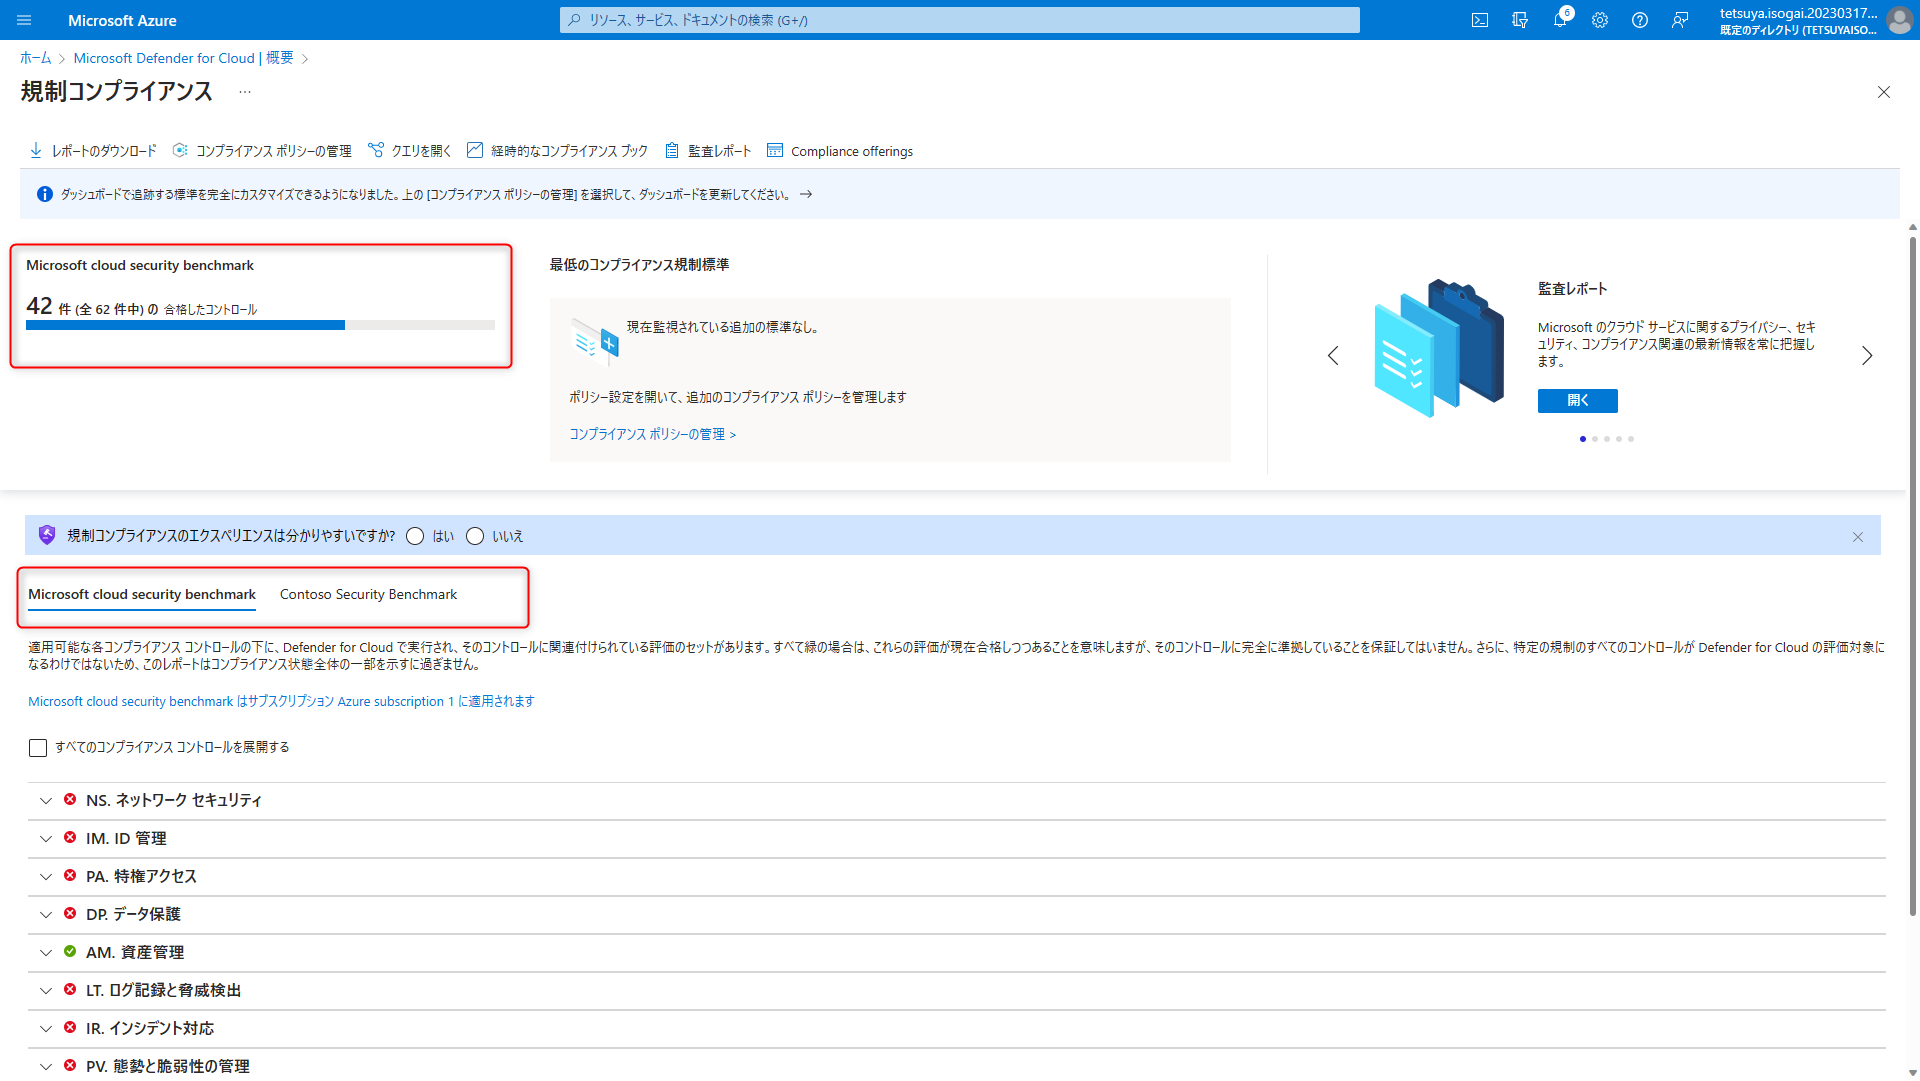 Microsoft Azure
リソース、サービス、ドキュメントの検索 (G+/)
6
tetsuya.isogai.20230317...
既定のディレクトリ (TETSUYAISO...
ホーム > Microsoft Defender for Cloud | 概要 >
規制コンプライアンス ...
レポートのダウンロード コンプライアンス ポリシーの管理 クエリを開く 経時的なコンプライアンス ブック 監査レポート Compliance offerings
ダッシュボードで追跡する標準を完全にカスタマイズできるようになりました。上の [コンプライアンス ポリシーの管理] を選択して、ダッシュボードを更新してください。 →
Microsoft cloud security benchmark
42 件 (全 62 件中) の 合格したコントロール
最低のコンプライアンス規制標準
現在監視されている追加の標準なし。
ポリシー設定を開いて、追加のコンプライアンス ポリシーを管理します
コンプライアンス ポリシーの管理 >
監査レポート
Microsoft のクラウド サービスに関するプライバシー、セキ
ュリティ、コンプライアンス関連の最新情報を常に把握し
ます。
開く
規制コンプライアンスのエクスペリエンスは分かりやすいですか? はい いいえ
Microsoft cloud security benchmark Contoso Security Benchmark
適用可能な各コンプライアンス コントロールの下に、Defender for Cloud で実行され、そのコントロールに関連付けられている評価のセットがあります。すべて緑の場合は、これらの評価が現在合格しつつあることを意味しますが、そのコントロールに完全に準拠していることを保証してはいません。さらに、特定の規制のすべてのコントロールが Defender for Cloud の評価対象に
なるわけではないため、このレポートはコンプライアンス状態全体の一部を示すに過ぎません。
Microsoft cloud security benchmark はサブスクリプション Azure subscription 1 に適用されます
すべてのコンプライアンス コントロールを展開する
NS. ネットワーク セキュリティ
IM. ID 管理
PA. 特権アクセス
DP. データ保護
AM. 資産管理
LT. ログ記録と脅威検出
IR. インシデント対応
PV. 態勢と脆弱性の管理